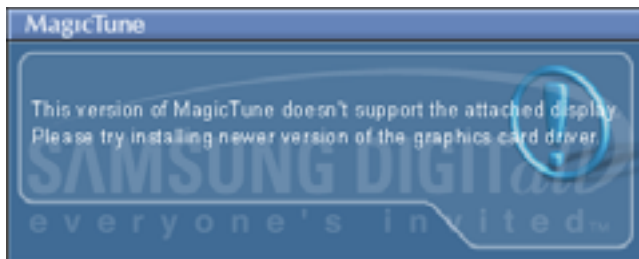 MagicTune
This version of MagicTune doesn't support the attached display.
Please try installing newer version of the graphics card driver.
SAMSUNG DIGITall
everyone's invited™